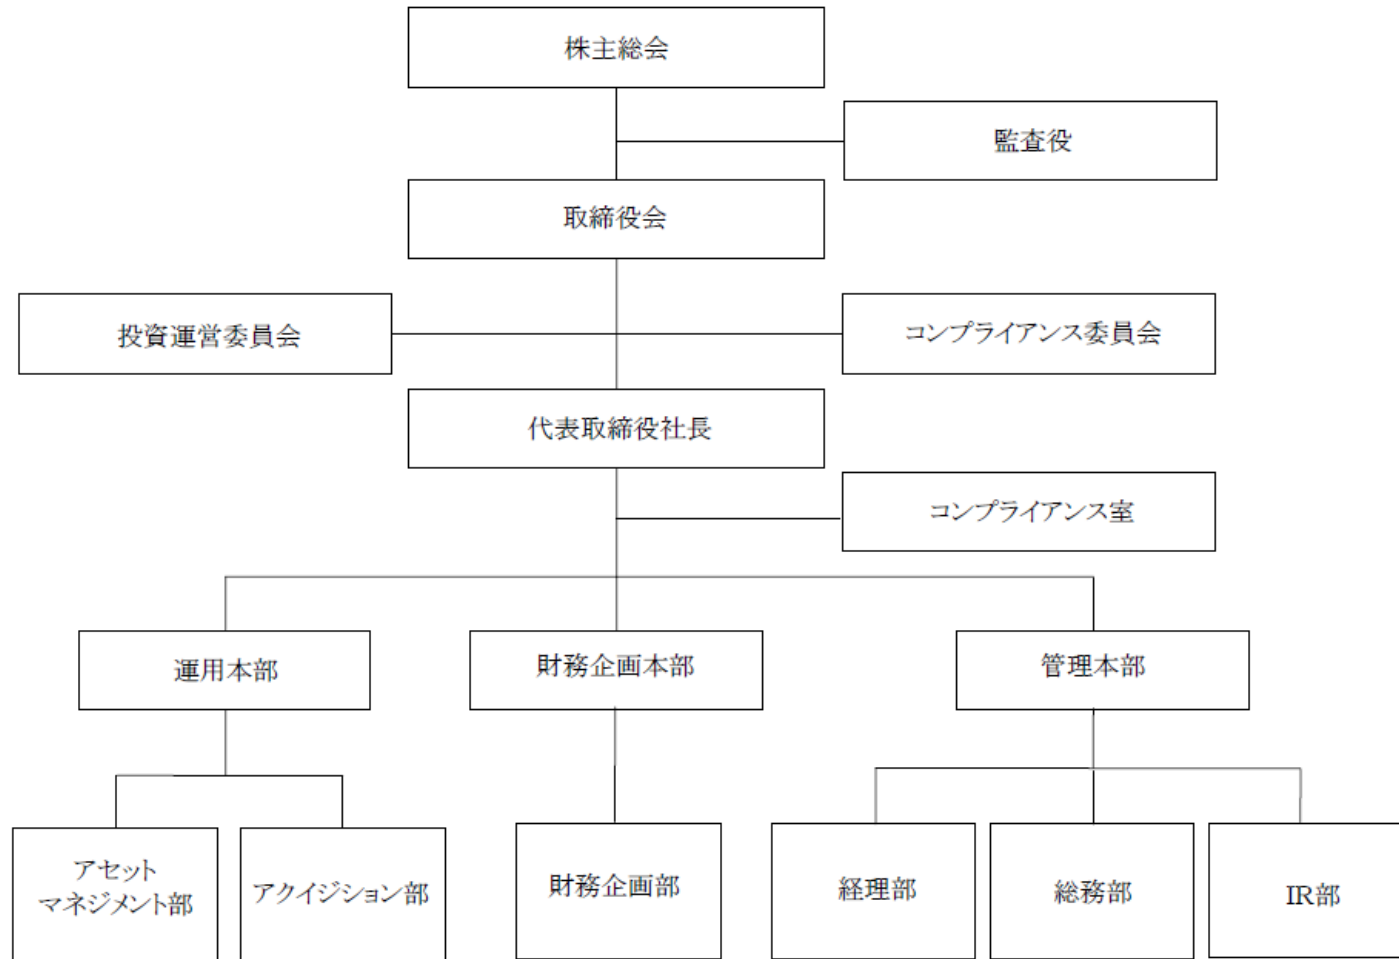 株主総会
監査役
取締役会
投資運営委員会
コンプライアンス委員会
代表取締役社長
コンプライアンス室
運用本部
財務企画本部
管理本部
アセット
マネジメント部
アクイジション部
財務企画部
経理部
総務部
IR部